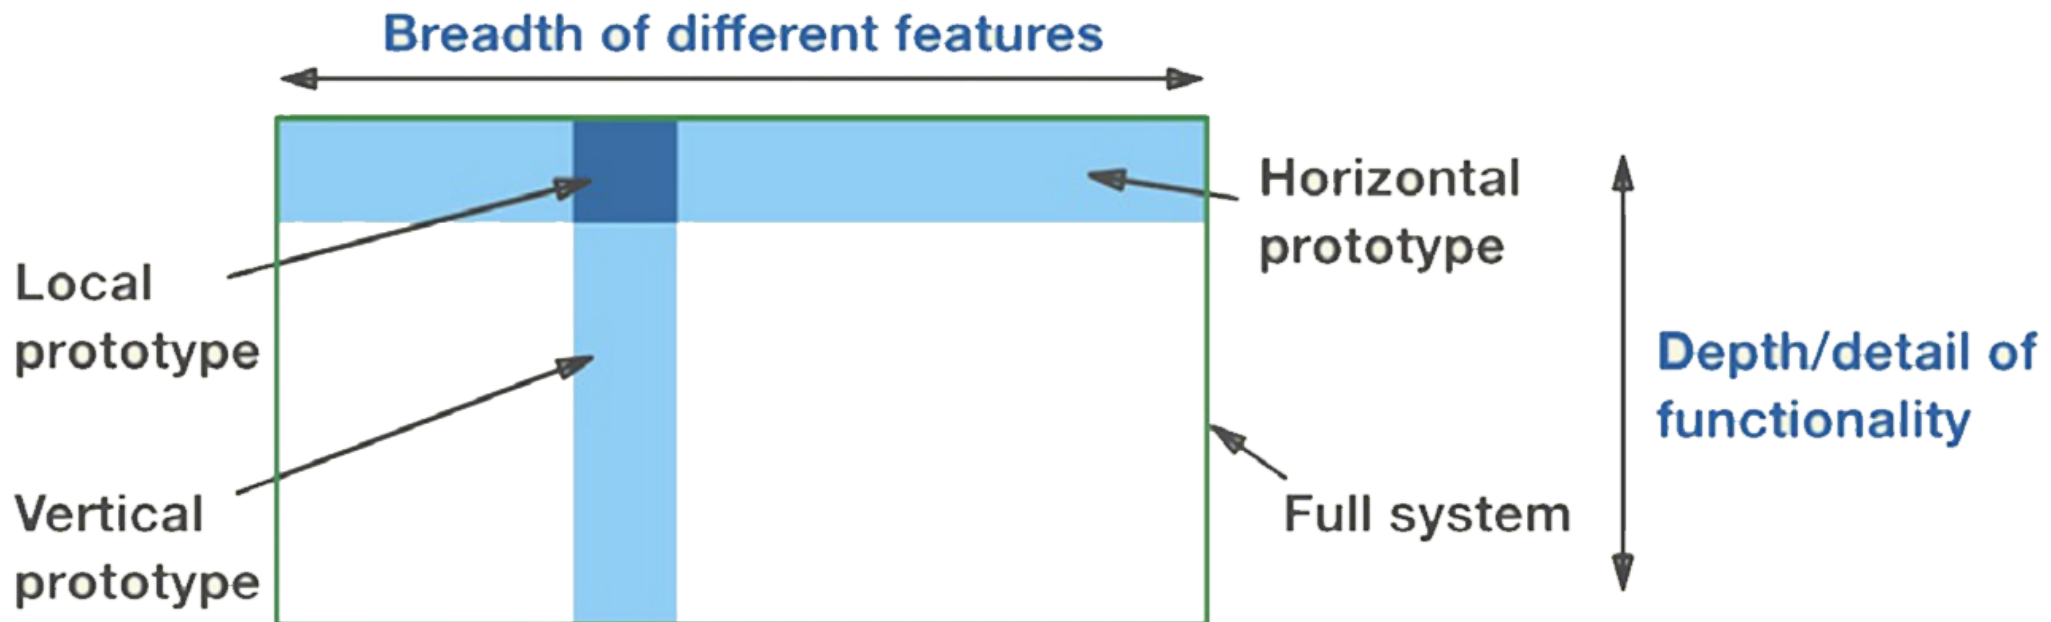 Breadth of different features
Horizontal
prototype
Local
prototype
Depth/detail of
functionality
Vertical
prototype
Full system